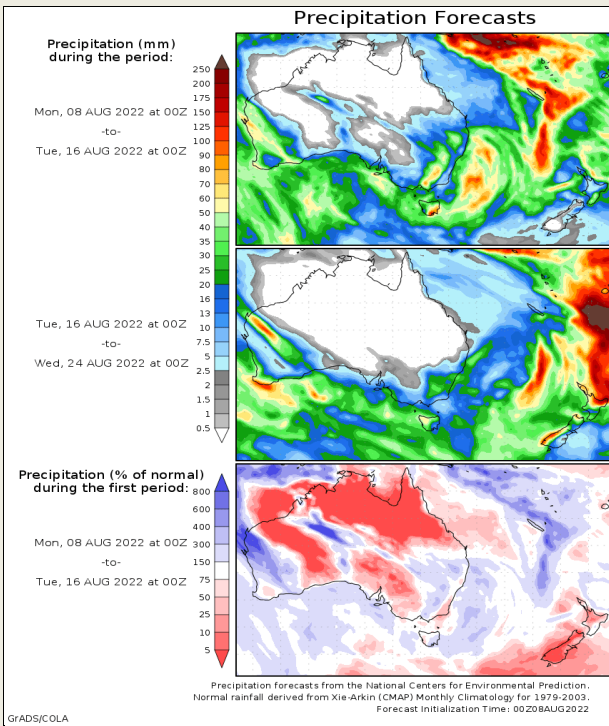 Precipitation Forecasts
Precipitation (mm)
during the period:
Mon, 08 AUG 2022 at 00Z
-to-
Tue, 16 AUG 2022 at 00Z
250
200
175
150
125
100
90
80
70
60
50
40
35
30
25
20
16
13
10
7.5
5
2.5
2
1.5
1
0.5
Tue, 16 AUG 2022 at 00Z
-to-
Wed, 24 AUG 2022 at 00Z
Precipitation (% of normal)
during the first period:
Mon, 08 AUG 2022 at 00Z
-to-
Tue, 16 AUG 2022 at 00Z
800
600
400
300
150
75
50
25
10
5
Precipitation forecasts from the National Centers for Environmental Prediction.
Normal rainfall derived from Xie-Arkin (CMAP) Monthly Climatology for 1979-2003.
Forecast Initialization Time: 00Z08AUG2022
GrADS/COLA